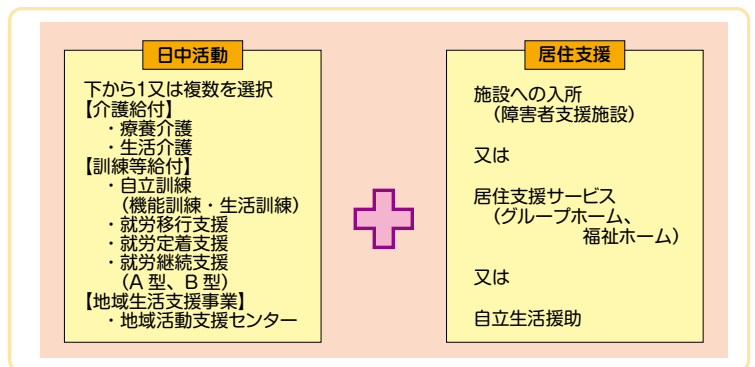 日中活動
下から1又は複数を選択
【介護給付】
・療養介護
・生活介護
【訓練等給付】
・自立訓練
（機能訓練・生活訓練）
・就労移行支援
・就労定着支援
・就労継続支援
（A 型、B 型）
【地域生活支援事業】
・地域活動支援センター
居住支援
施設への入所
（障害者支援施設）
又は
居住支援サービス
（グループホーム、
福祉ホーム）
又は
自立生活援助